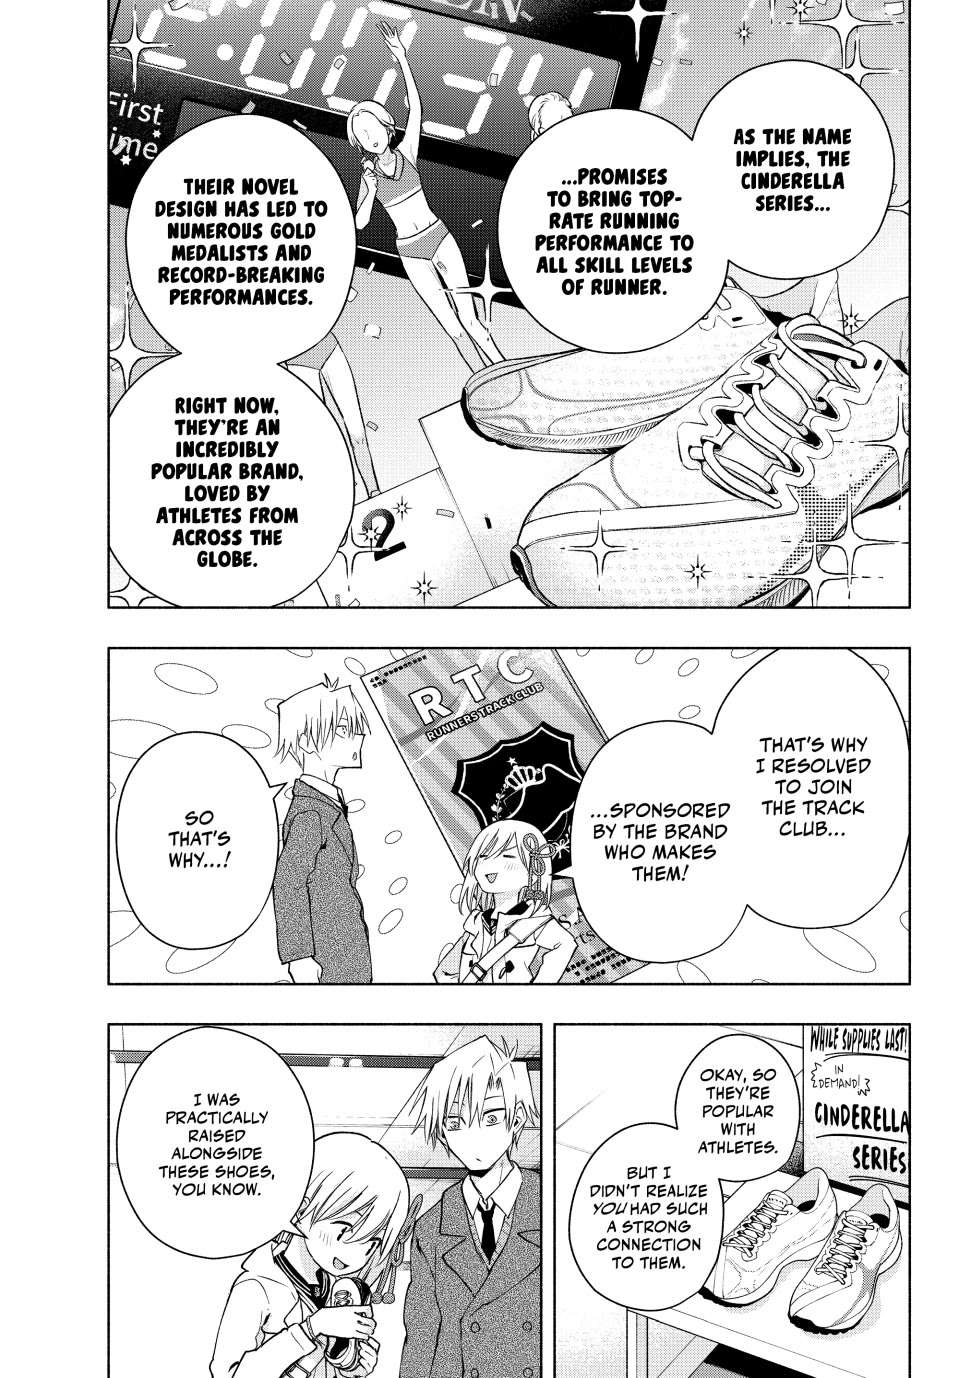 AS THE NAME
IMPLIES, THE
CINDERELLA
SERIES...
...PROMISES
TO BRING TOP-
RATE RUNNING
PERFORMANCE TO
ALL SKILL LEVELS
OF RUNNER.
First
THEIR NOVEL
DESIGN HAS LED TO
NUMEROUS GOLD
MEDALISTS AND
RECORD-BREAKING
PERFORMANCES.
RIGHT NOW,
THEY'RE AN
INCREDIBLY
POPULAR BRAND,
LOVED BY
ATHLETES FROM
ACROSS THE
GLOBE.
2
THAT'S WHY
I RESOLVED
TO JOIN
THE TRACK
CLUB...
...SPONSORED
BY THE BRAND
WHO MAKES
THEM!
RTC
RUNNERS TRACK CLUB
SO
THAT'S
WHY...!
WHILE SUPPLIES LAST!
IN
DEMAND!
CINDERELLA
SERIES
OKAY, SO
THEY'RE
POPULAR
WITH
ATHLETES.
BUT I
DIDN'T REALIZE
YOU HAD SUCH
A STRONG
CONNECTION
TO THEM.
I WAS
PRACTICALLY
RAISED
ALONGSIDE
THESE SHOES,
YOU KNOW.